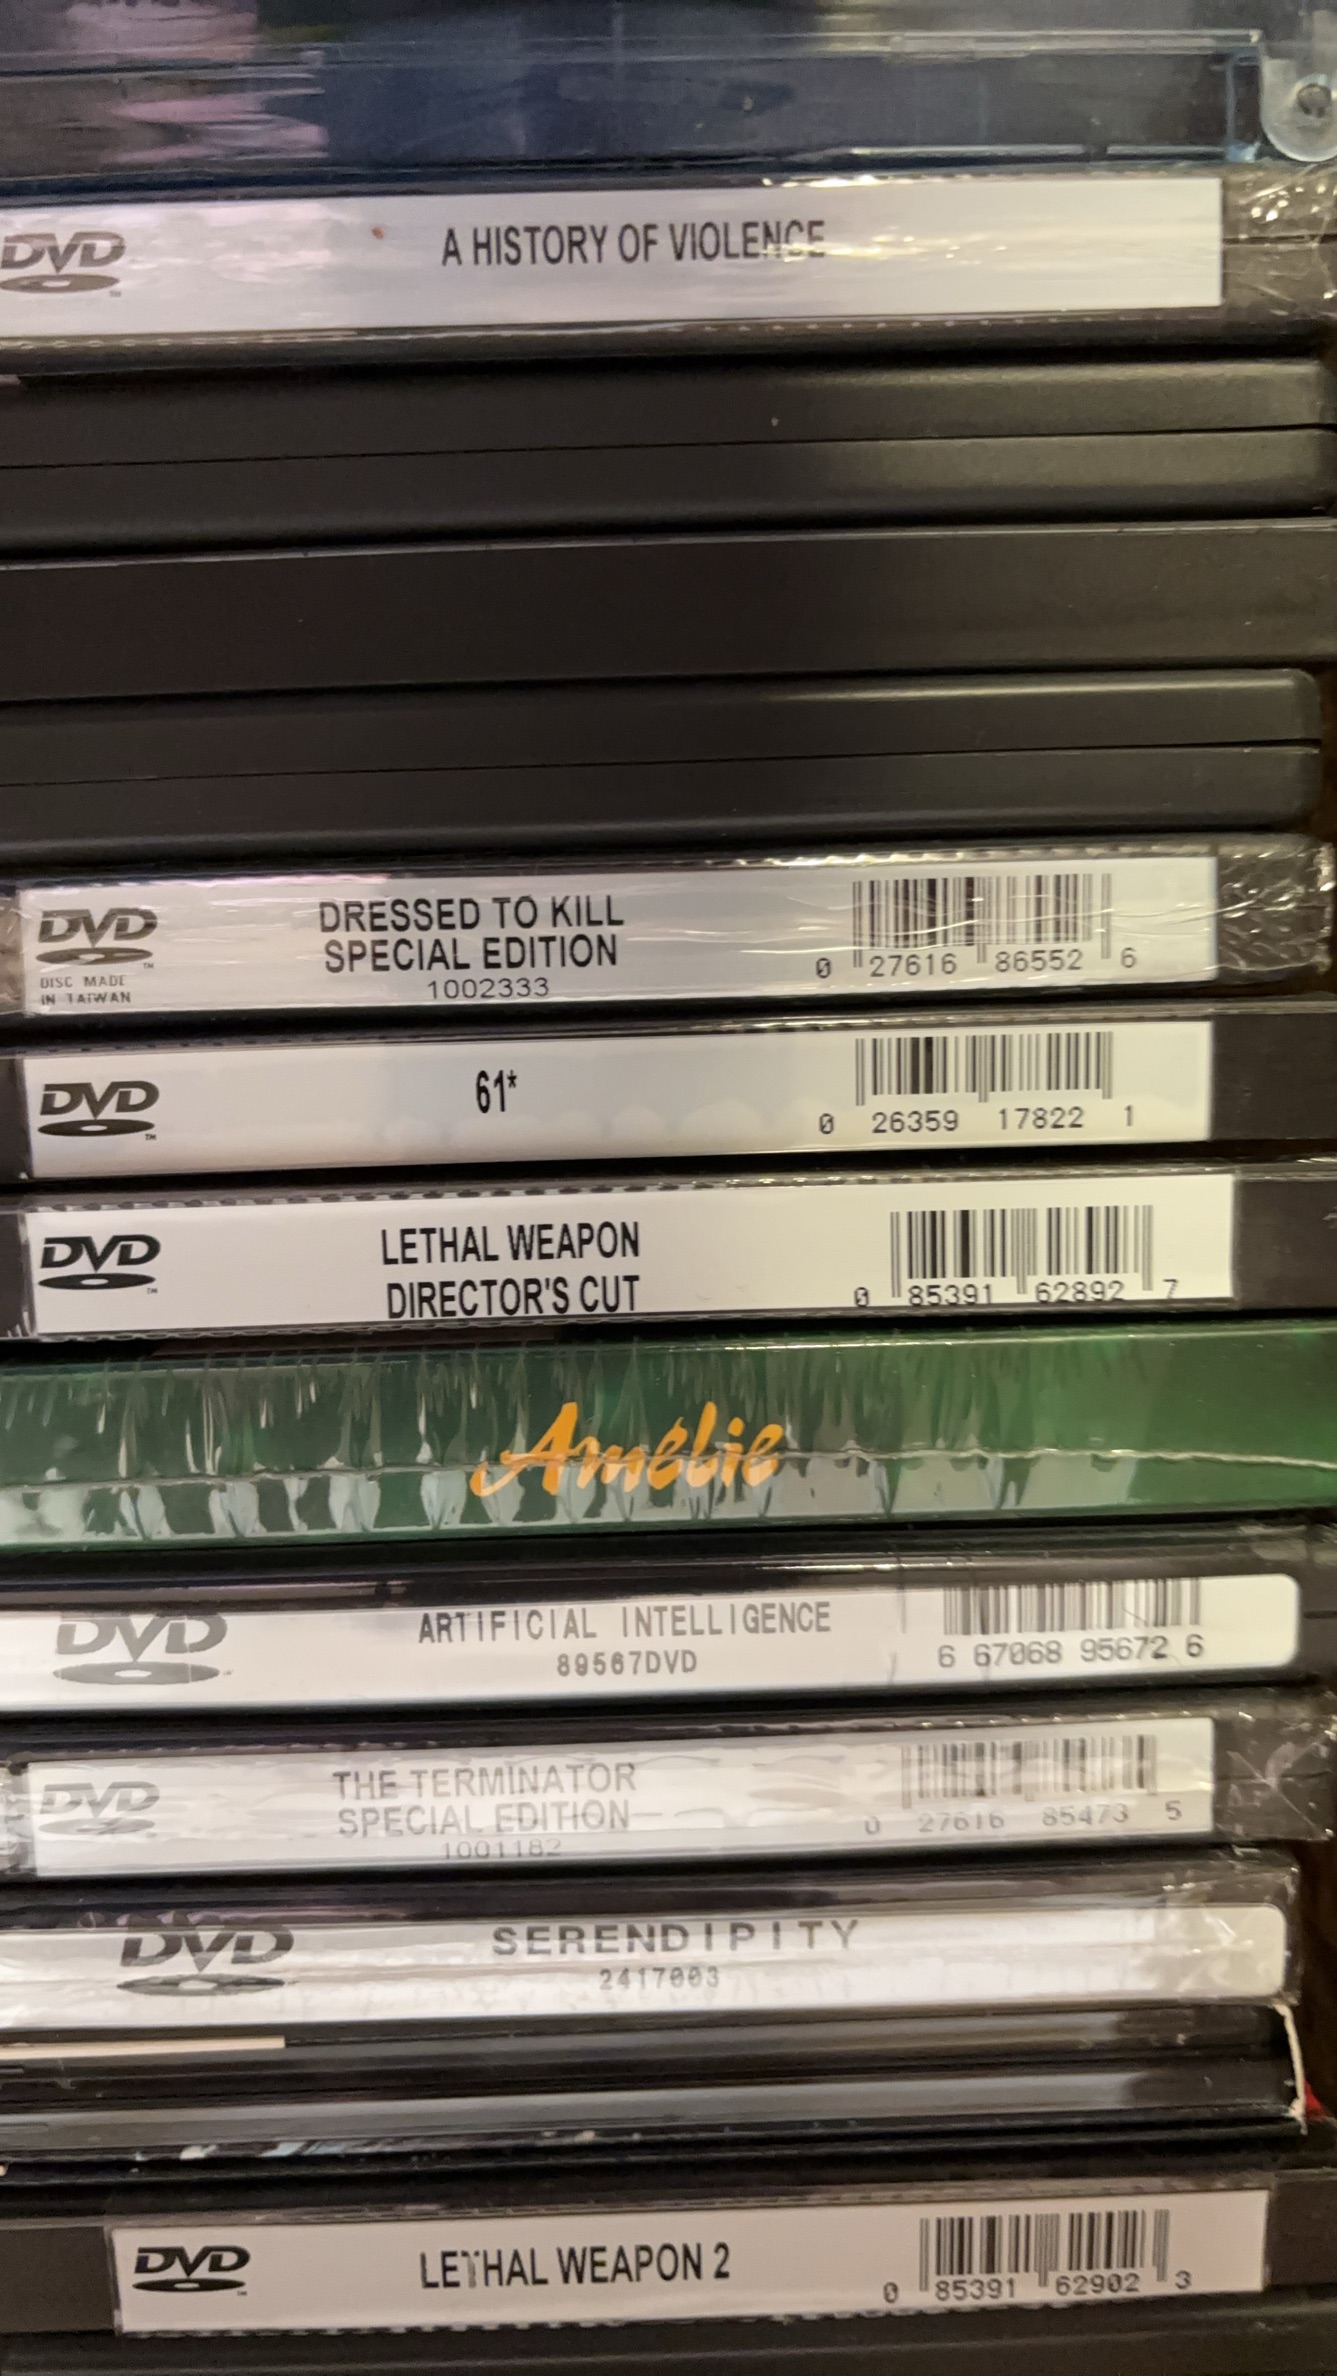 DVD
A HISTORY OF VIOLENCE
DVD
DISC MADE
IN TAIWAN
DRESSED TO KILL
SPECIAL EDITION
1002333
0 27616 86552 6
DVD
61*
0 26359 17822 1
DVD
LETHAL WEAPON
DIRECTOR'S CUT
0 85391 62892 7
Amélie
DVD
ARTIFICIAL INTELLIGENCE
89567DVD
6 67068 95672 6
DVD
THE TERMINATOR
SPECIAL EDITION
1001182
0 27616 85473 5
DVD
SERENDIPITY
2417003
DVD
LETHAL WEAPON 2
0 85391 62902 3